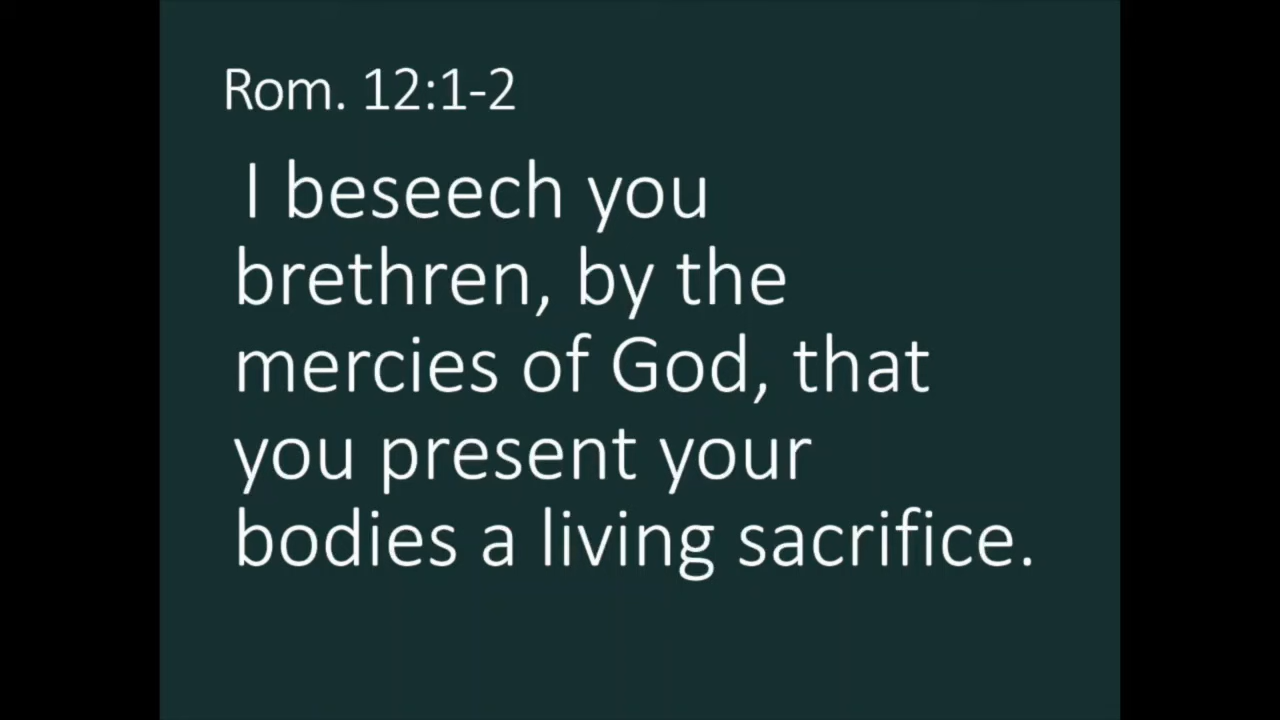 Rom. 12:1-2
I beseech you
brethren, by the
mercies of God, that
you present your
bodies a living sacrifice.